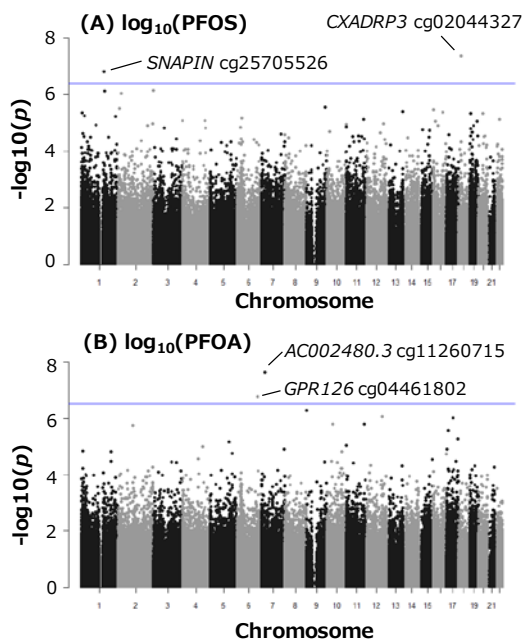 (A) log10(PFOS)
CXADRP3 cg02044327
SNAPIN cg25705526
8
6
4
2
0
-log10(p)
1 2 3 4 5 6 7 8 9 10 11 12 13 14 15 17 19 21
Chromosome
(B) log10(PFOA)
AC002480.3 cg11260715
GPR126 cg04461802
8
6
4
2
0
-log10(p)
1 2 3 4 5 6 7 8 9 10 11 12 13 14 15 17 19 21
Chromosome